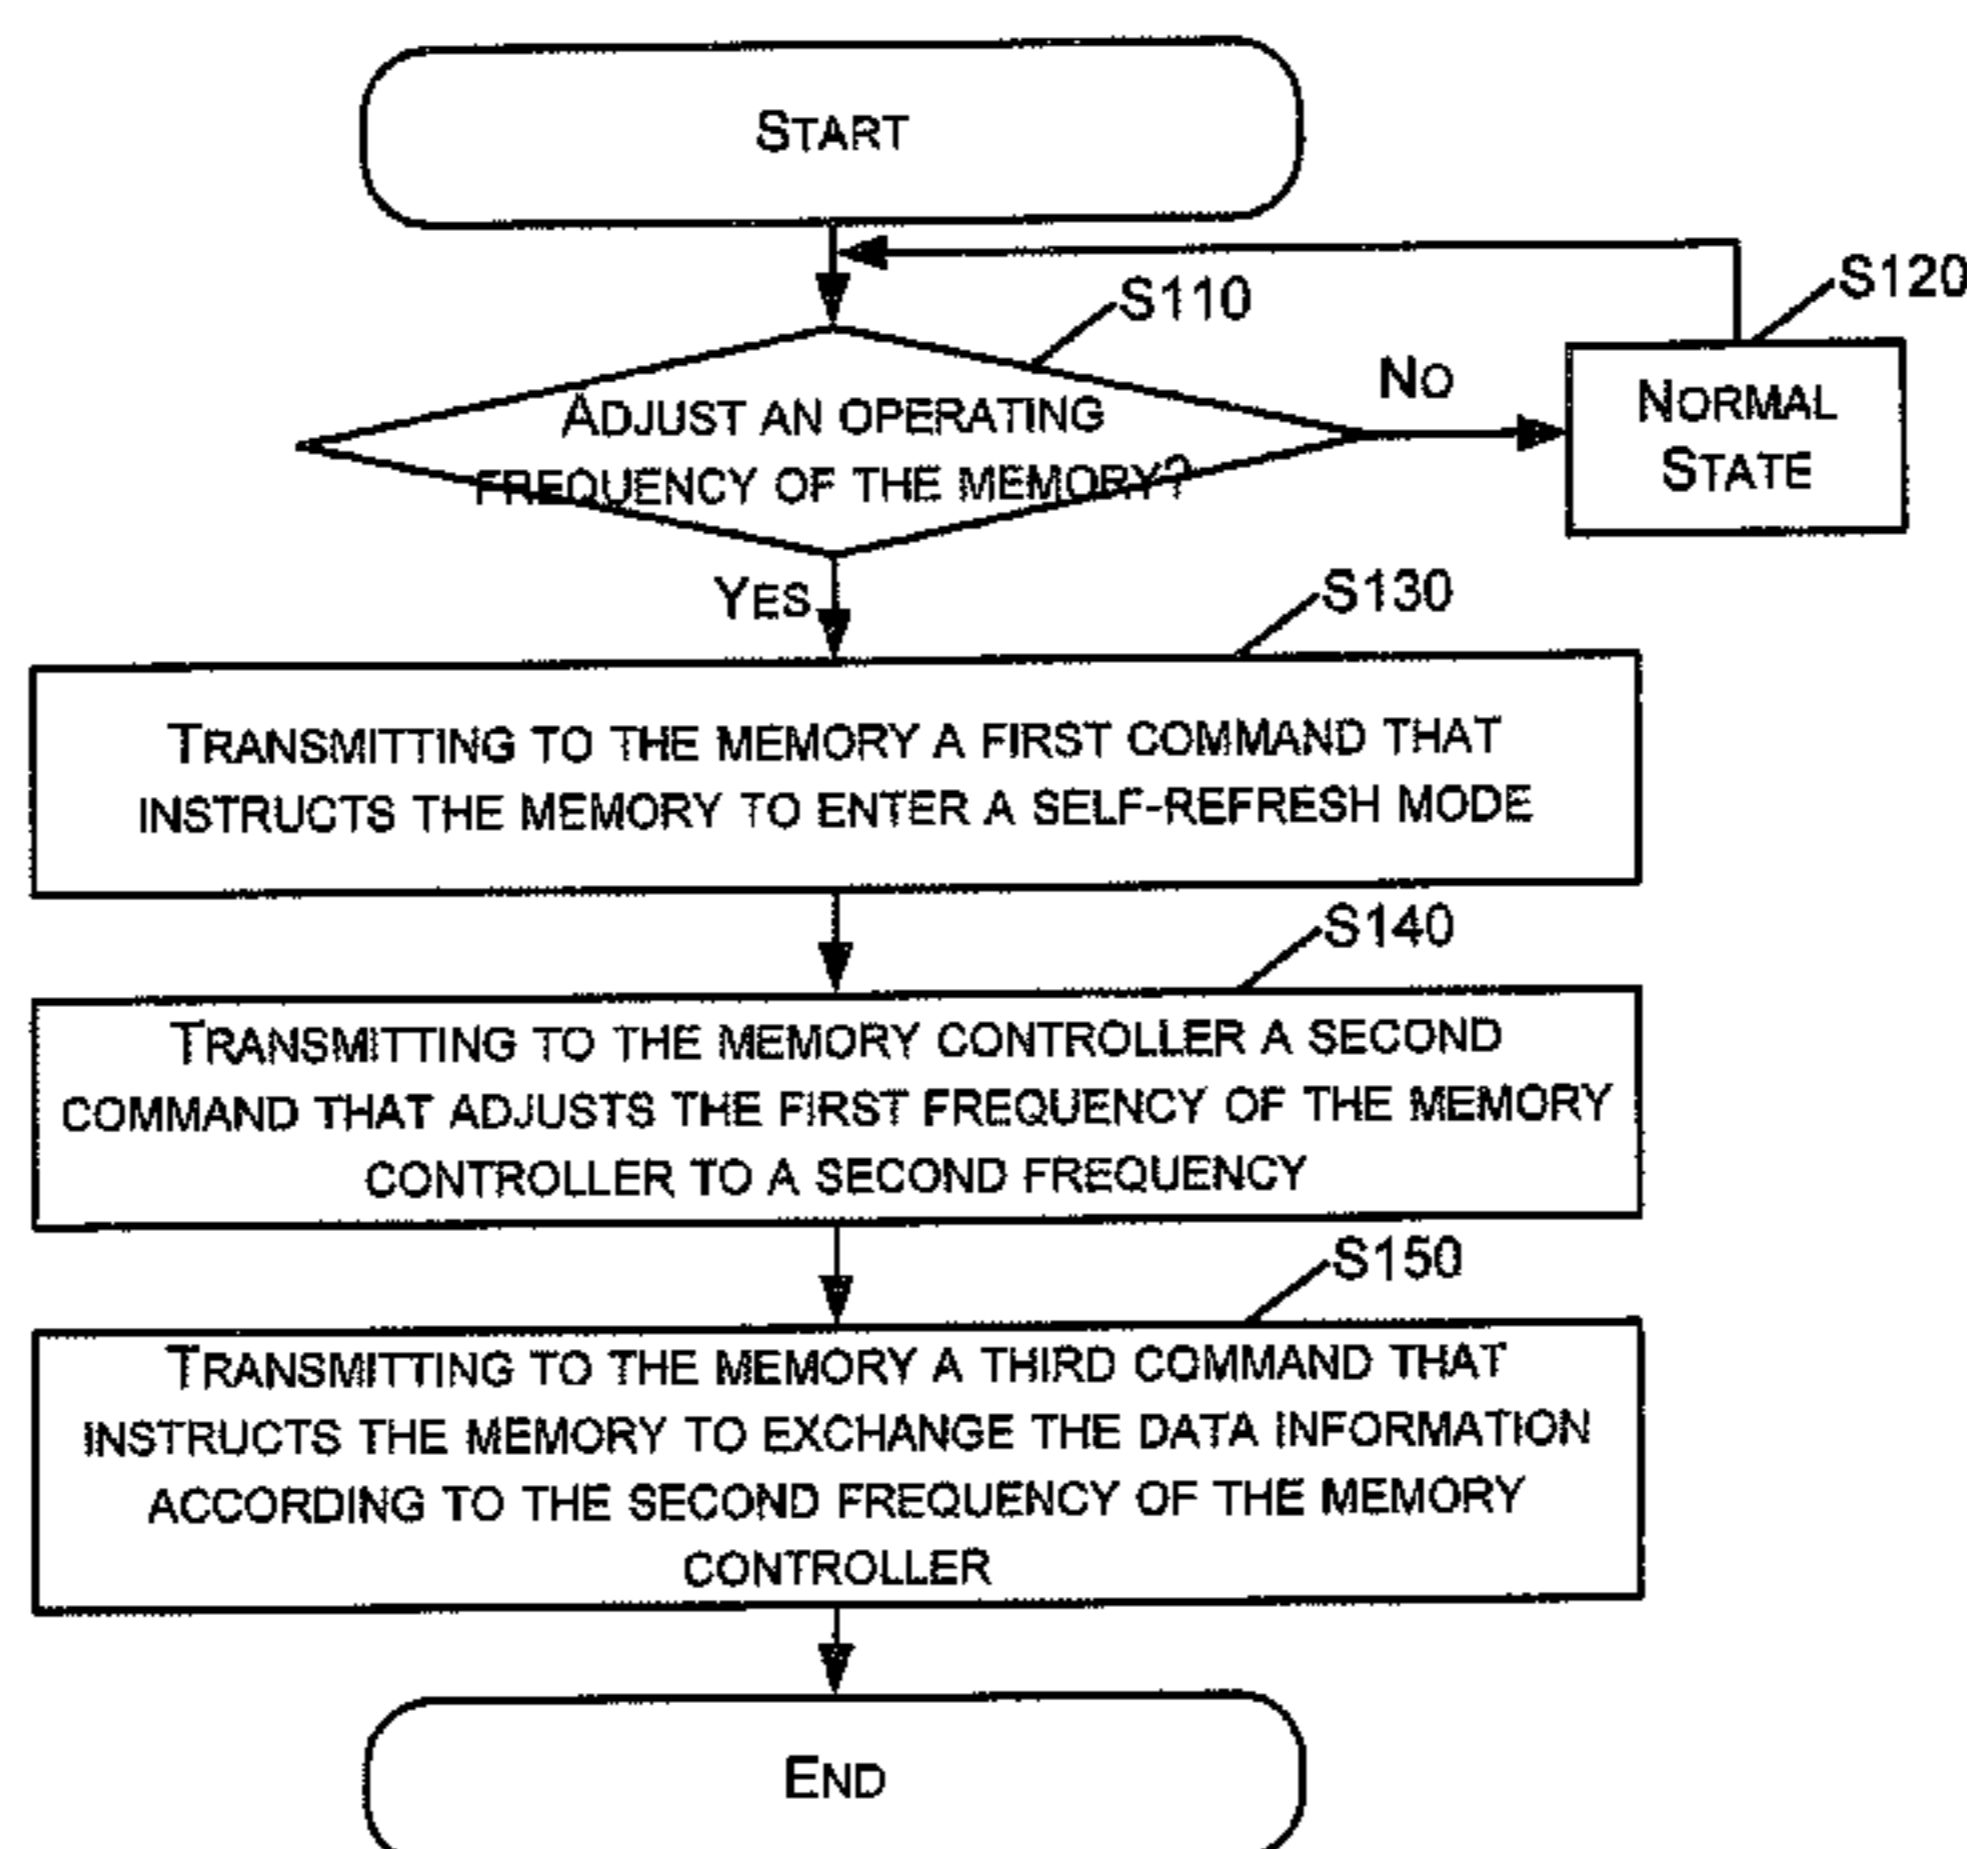 START
S110
S120
ADJUST AN OPERATING
FREQUENCY OF THE MEMORY?
NO
NORMAL
STATE
YES
S130
TRANSMITTING TO THE MEMORY A FIRST COMMAND THAT
INSTRUCTS THE MEMORY TO ENTER A SELF-REFRESH MODE
S140
TRANSMITTING TO THE MEMORY CONTROLLER A SECOND
COMMAND THAT ADJUSTS THE FIRST FREQUENCY OF THE MEMORY
CONTROLLER TO A SECOND FREQUENCY
S150
TRANSMITTING TO THE MEMORY A THIRD COMMAND THAT
INSTRUCTS THE MEMORY TO EXCHANGE THE DATA INFORMATION
ACCORDING TO THE SECOND FREQUENCY OF THE MEMORY
CONTROLLER
END